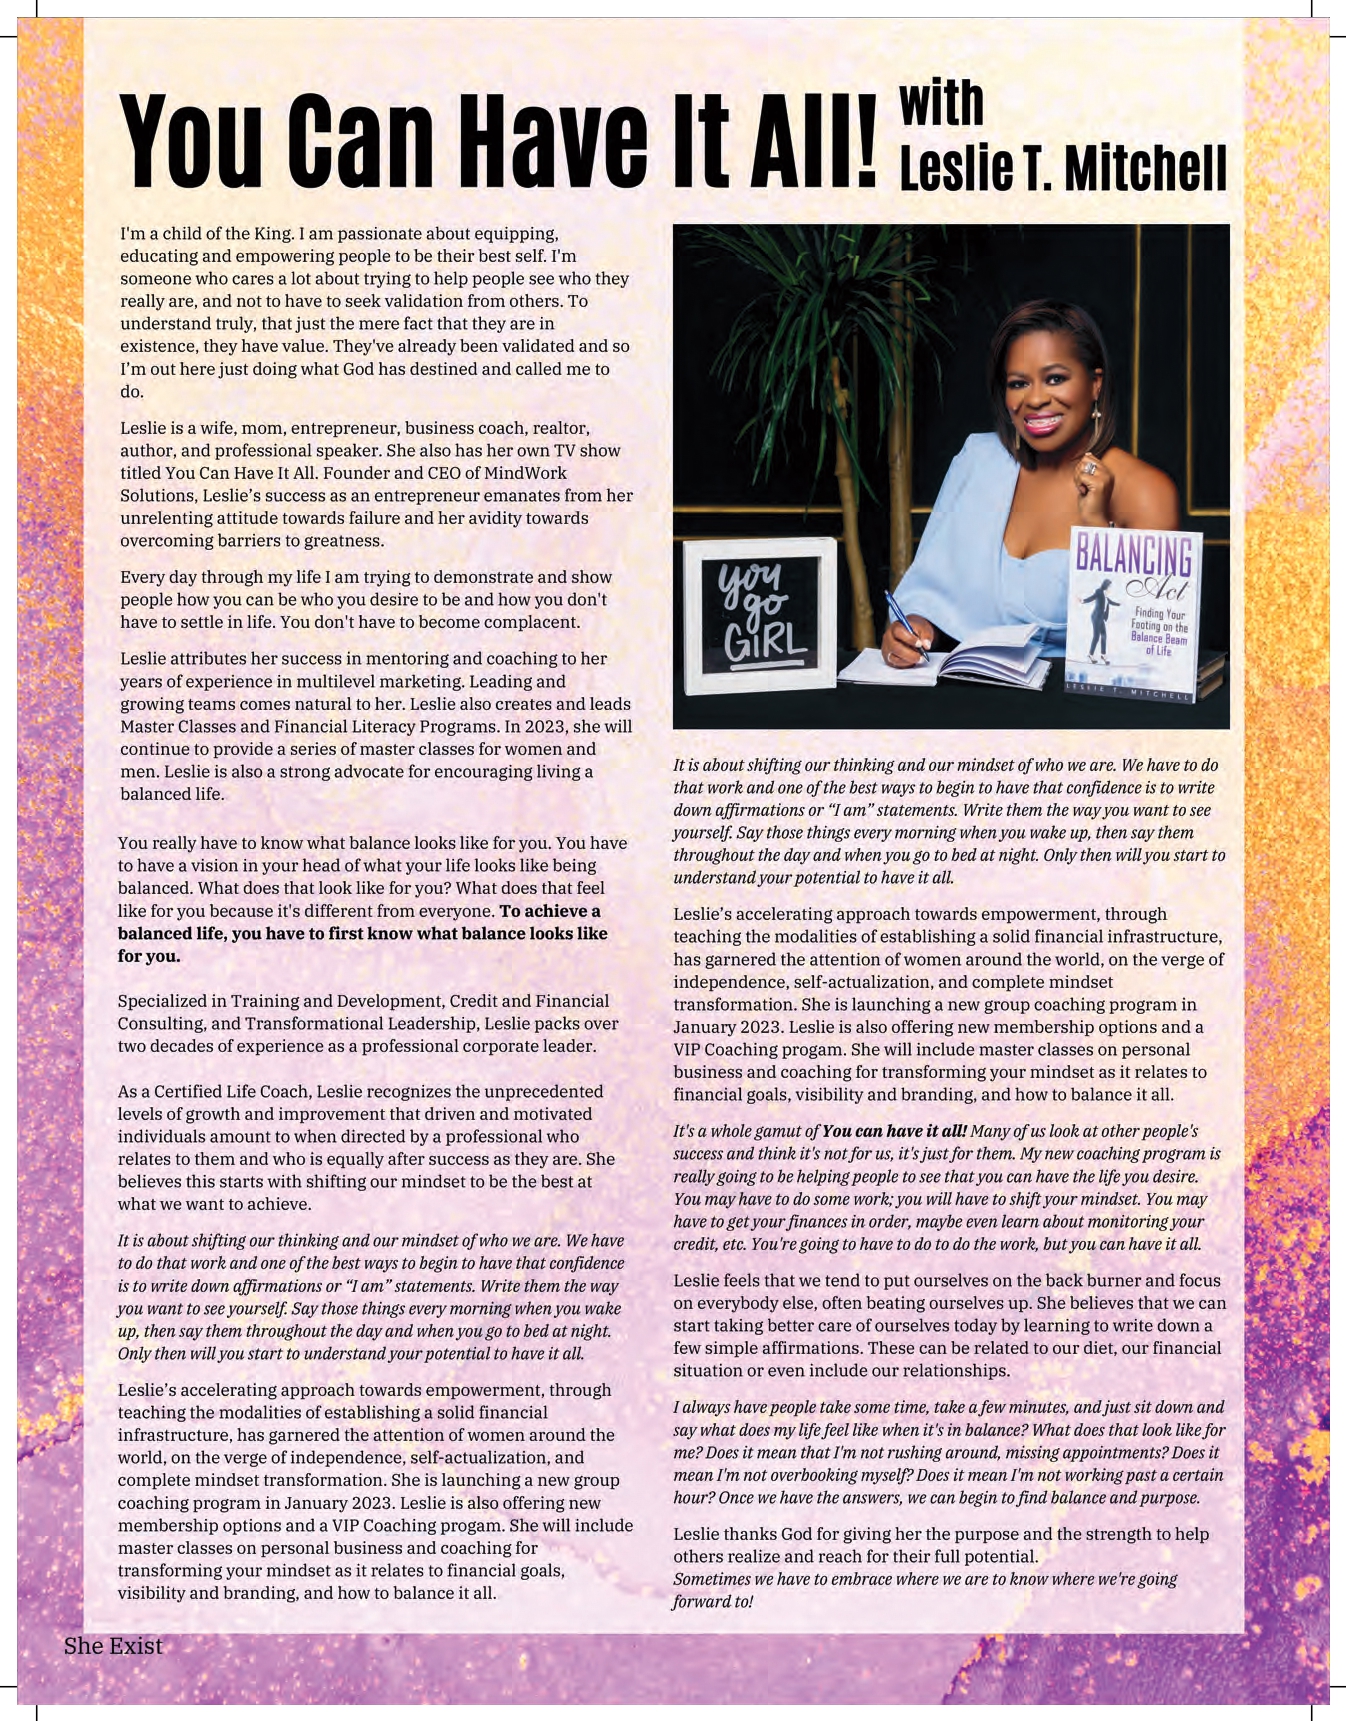 You Can Have It All!
with
Leslie T. Mitchell
I'm a child of the King. I am passionate about equipping,
educating and empowering people to be their best self. I'm
someone who cares a lot about trying to help people see who they
really are, and not to have to seek validation from others. To
understand truly, that just the mere fact that they are in
existence, they have value. They've already been validated and so
I'm out here just doing what God has destined and called me to
do.
Leslie is a wife, mom, entrepreneur, business coach, realtor,
author, and professional speaker. She also has her own TV show
titled You Can Have It All. Founder and CEO of MindWork
Solutions, Leslie's success as an entrepreneur emanates from her
unrelenting attitude towards failure and her avidity towards
overcoming barriers to greatness.
Every day through my life I am trying to demonstrate and show
people how you can be who you desire to be and how you don't
have to settle in life. You don't have to become complacent.
Leslie attributes her success in mentoring and coaching to her
years of experience in multilevel marketing. Leading and
growing teams comes natural to her. Leslie also creates and leads
Master Classes and Financial Literacy Programs. In 2023, she will
continue to provide a series of master classes for women and
men. Leslie is also a strong advocate for encouraging living a
balanced life.
You really have to know what balance looks like for you. You have
to have a vision in your head of what your life looks like being
balanced. What does that look like for you? What does that feel
like for you because it's different from everyone. To achieve a
balanced life, you have to first know what balance looks like
for you.
Specialized in Training and Development, Credit and Financial
Consulting, and Transformational Leadership, Leslie packs over
two decades of experience as a professional corporate leader.
As a Certified Life Coach, Leslie recognizes the unprecedented
levels of growth and improvement that driven and motivated
individuals amount to when directed by a professional who
relates to them and who is equally after success as they are. She
believes this starts with shifting our mindset to be the best at
what we want to achieve.
It is about shifting our thinking and our mindset of who we are. We have
to do that work and one of the best ways to begin to have that confidence
is to write down affirmations or “I am” statements. Write them the way
you want to see yourself. Say those things every morning when you wake
up, then say them throughout the day and when you go to bed at night.
Only then will you start to understand your potential to have it all.
Leslie's accelerating approach towards empowerment, through
teaching the modalities of establishing a solid financial
infrastructure, has garnered the attention of women around the
world, on the verge of independence, self-actualization, and
complete mindset transformation. She is launching a new group
coaching program in January 2023. Leslie is also offering new
membership options and a VIP Coaching progam. She will include
master classes on personal business and coaching for
transforming your mindset as it relates to financial goals,
visibility and branding, and how to balance it all.
you
go
GIRL
BALANCING
Act
Finding Your
Footing on the
Balance Beam
of Life
LESLIE T. MITCHELL
It is about shifting our thinking and our mindset of who we are. We have to do
that work and one of the best ways to begin to have that confidence is to write
down affirmations or “I am” statements. Write them the way you want to see
yourself. Say those things every morning when you wake up, then say them
throughout the day and when you go to bed at night. Only then will you start to
understand your potential to have it all.
Leslie's accelerating approach towards empowerment, through
teaching the modalities of establishing a solid financial infrastructure,
has garnered the attention of women around the world, on the verge of
independence, self-actualization, and complete mindset
transformation. She is launching a new group coaching program in
January 2023. Leslie is also offering new membership options and a
VIP Coaching progam. She will include master classes on personal
business and coaching for transforming your mindset as it relates to
financial goals, visibility and branding, and how to balance it all.
It's a whole gamut of You can have it all! Many of us look at other people's
success and think it's not for us, it's just for them. My new coaching program is
really going to be helping people to see that you can have the life you desire.
You may have to do some work; you will have to shift your mindset. You may
have to get your finances in order, maybe even learn about monitoring your
credit, etc. You're going to have to do to do the work, but you can have it all.
Leslie feels that we tend to put ourselves on the back burner and focus
on everybody else, often beating ourselves up. She believes that we can
start taking better care of ourselves today by learning to write down a
few simple affirmations. These can be related to our diet, our financial
situation or even include our relationships.
I always have people take some time, take a few minutes, and just sit down and
say what does my life feel like when it's in balance? What does that look like for
me? Does it mean that I'm not rushing around, missing appointments? Does it
mean I'm not overbooking myself? Does it mean I'm not working past a certain
hour? Once we have the answers, we can begin to find balance and purpose.
Leslie thanks God for giving her the purpose and the strength to help
others realize and reach for their full potential.
Sometimes we have to embrace where we are to know where we're going
forward to!
She Exist